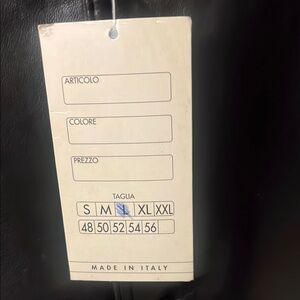 ARTICOLO
COLORE
PREZZO
TAGLIA
S M L XL XXL
48 50 52 54 56
MADE IN ITALY